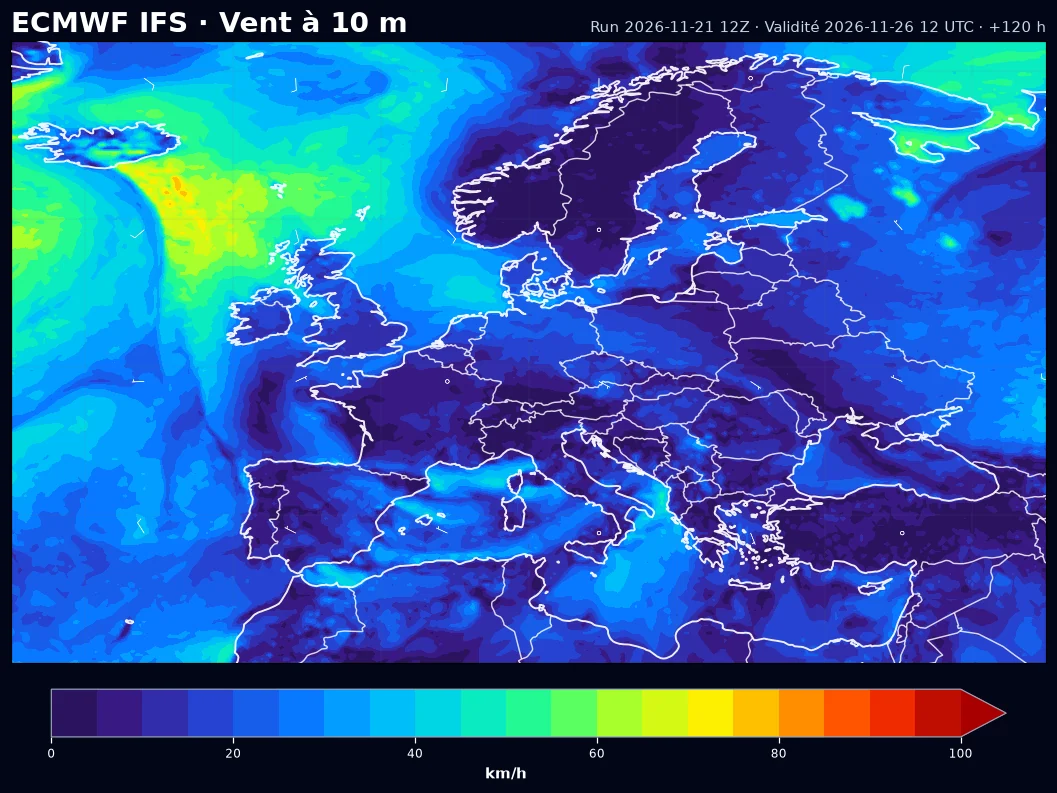 ECMWF IFS · Vent à 10 m
Run 2026-11-21 12Z · Validité 2026-11-26 12 UTC · +120 h
0 20 40 60 80 100
km/h